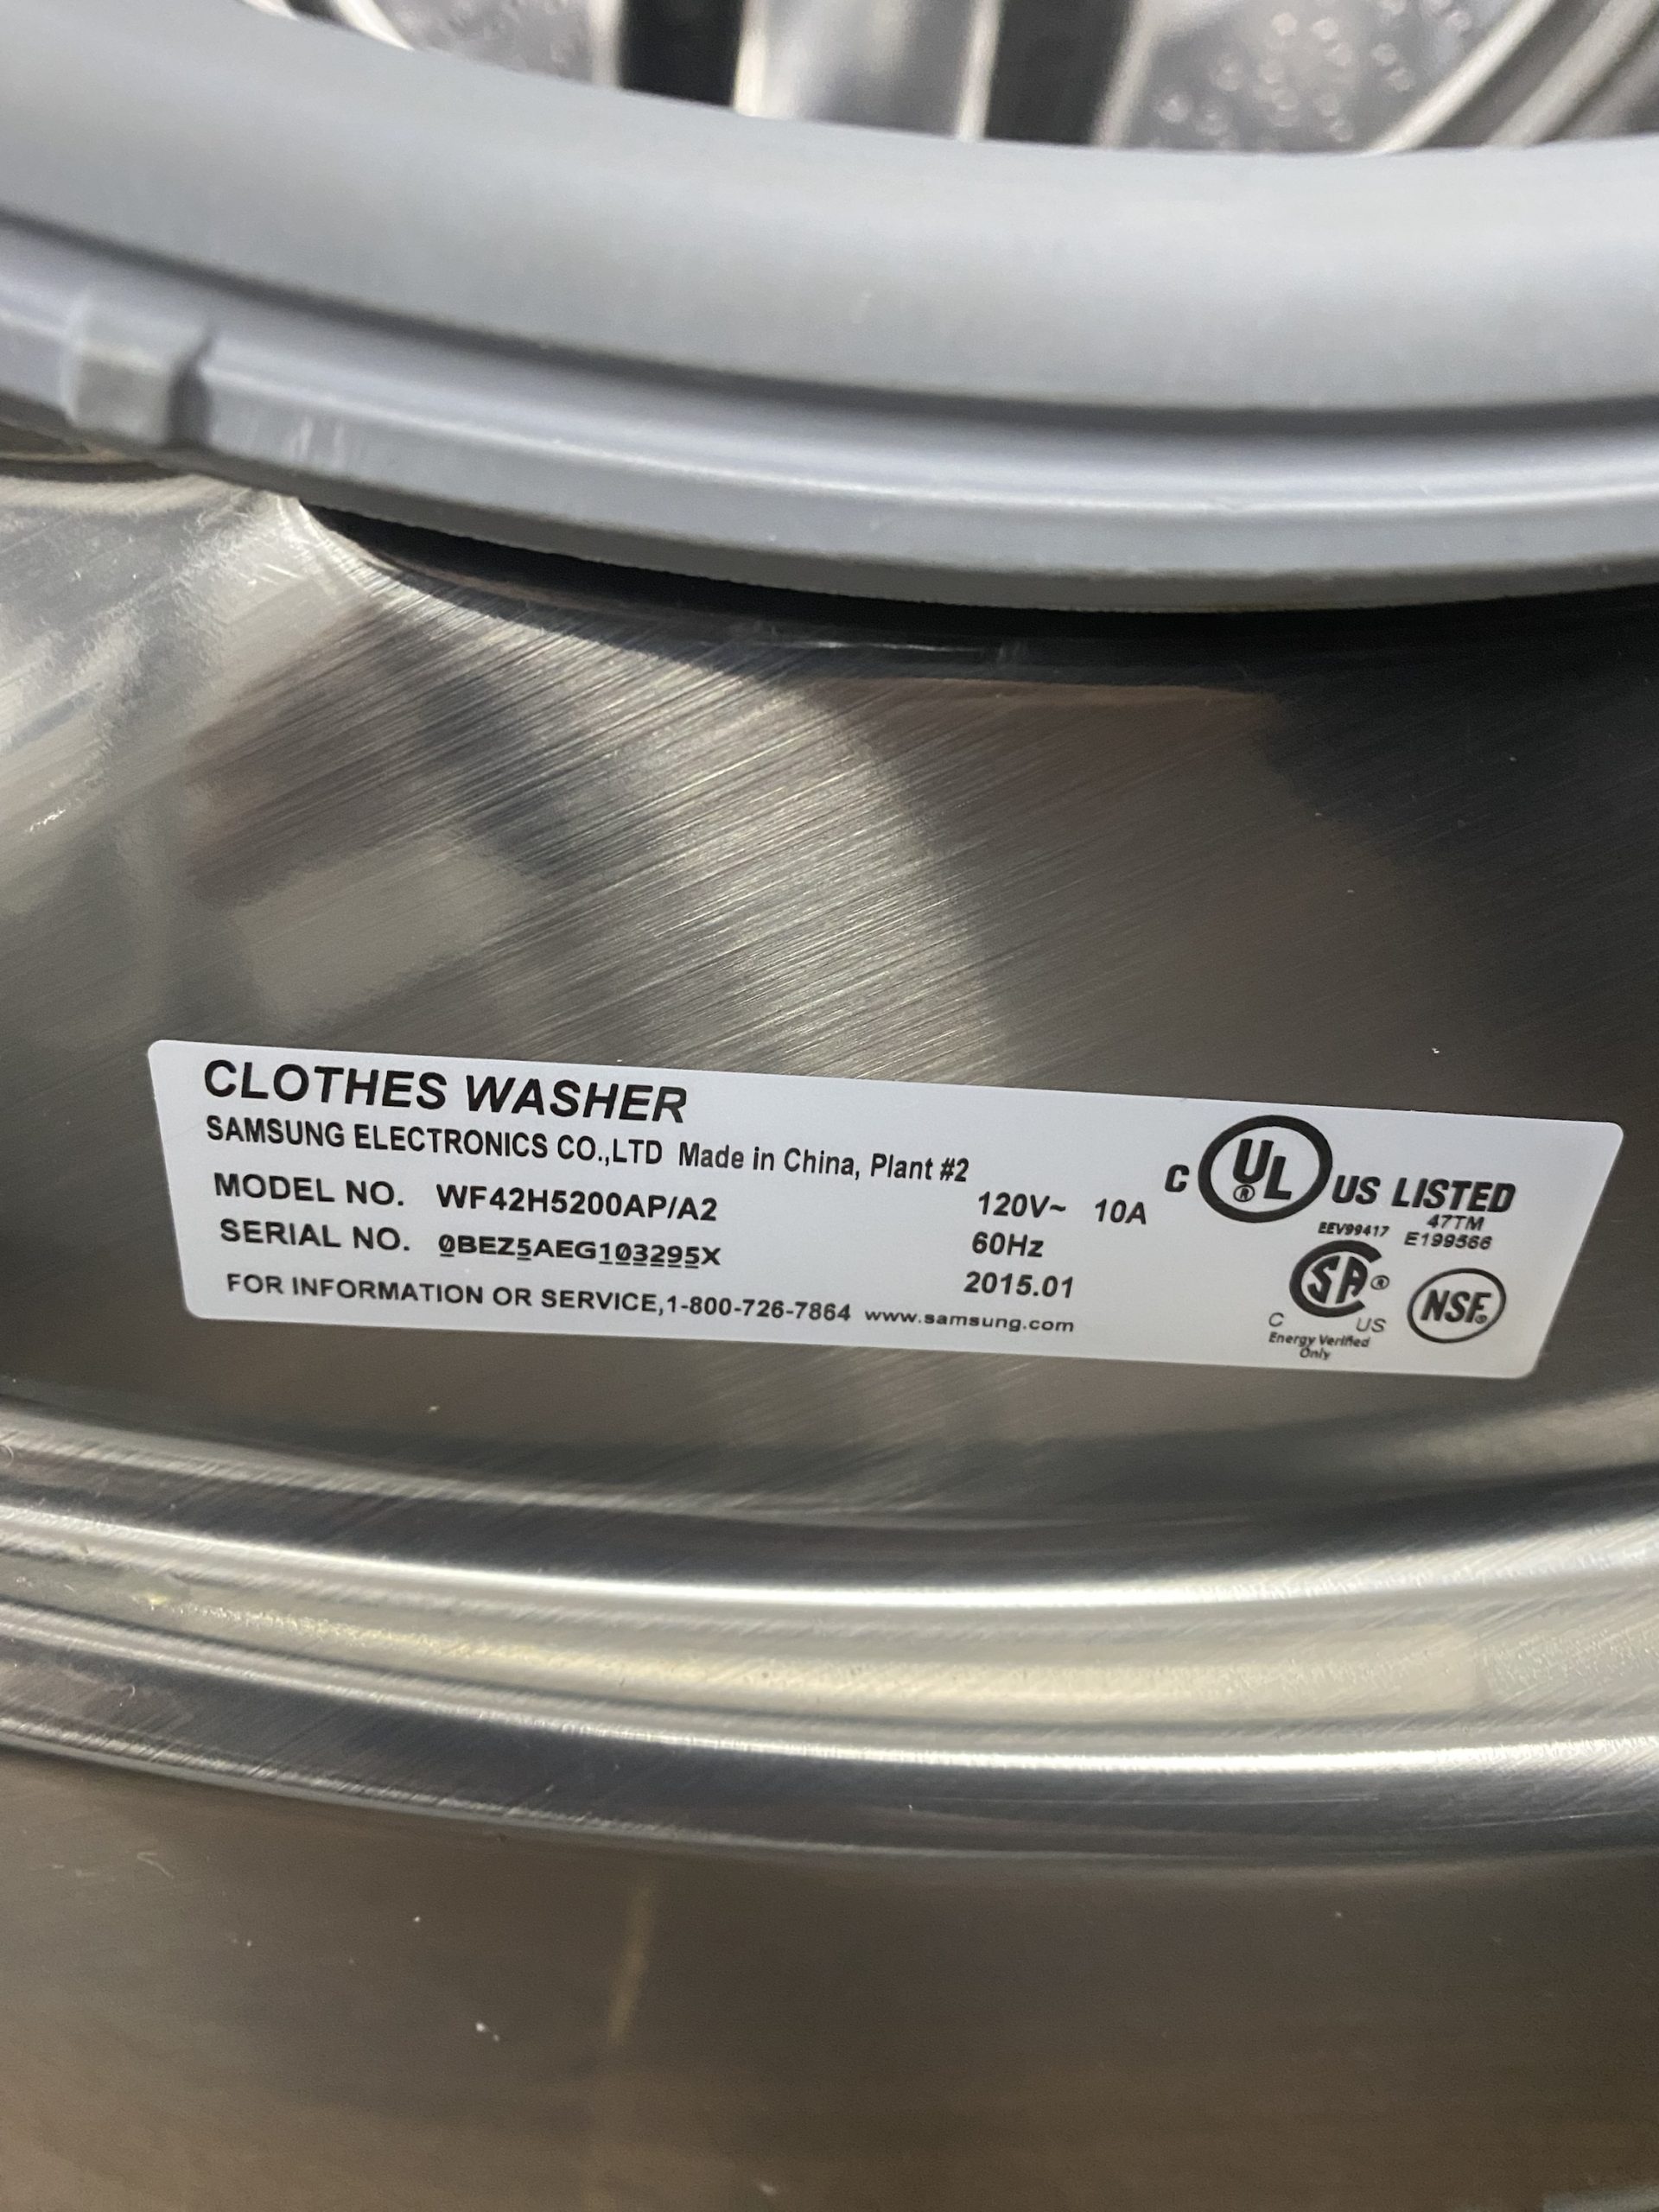 CLOTHES WASHER
SAMSUNG ELECTRONICS CO.,LTD Made in China, Plant #2
MODEL NO. WF42H5200AP/A2 120V~ 10A
SERIAL NO. 0BEZ5AEG103295X 60Hz
2015.01
FOR INFORMATION OR SERVICE,1-800-726-7864 www.samsung.com
C UL® US LISTED
47TM
EEV99417 E199566
SA®
C US
Energy Verified
Only
NSF®